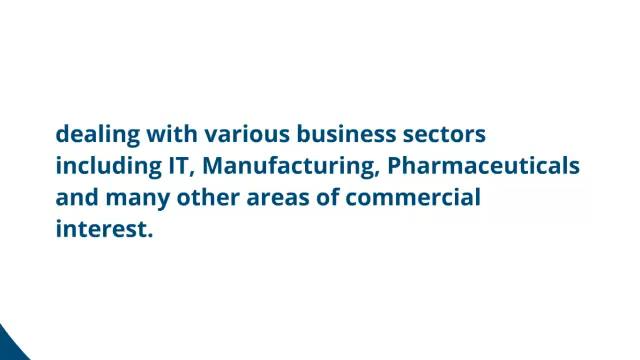 dealing with various business sectors
including IT, Manufacturing, Pharmaceuticals
and many other areas of commercial
interest.